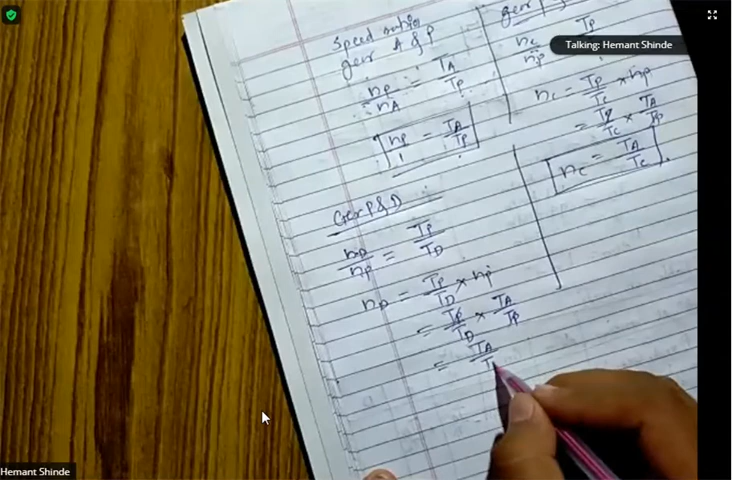 Talking: Hemant Shinde
Speed ratio
gear A & P
nP/nA = TA/TP
nP/1 = TA/TP
Gear P & D
nD/nP = TP/TD
nD = TP/TD × nP
= TP/TD × TA/TP
= TA/T
gear P &
nc/nP TP
nc = TP/Tc × nP
= TP/Tc × TA/TP
nc = TA/Tc
Hemant Shinde